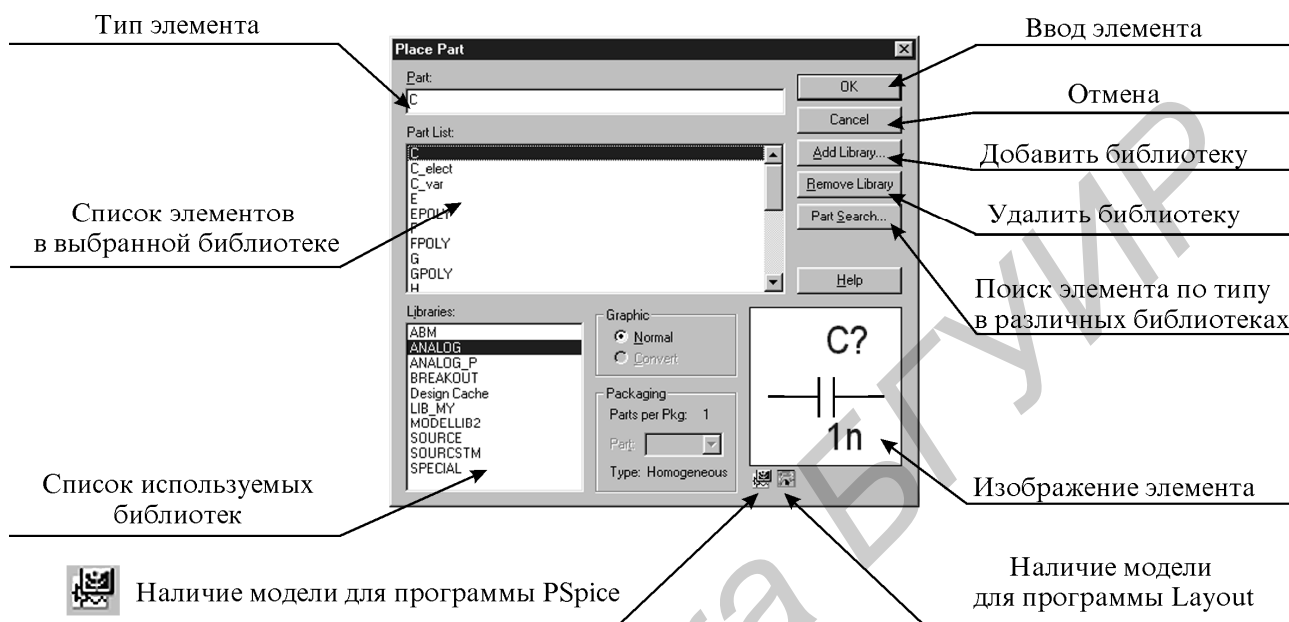 Тип элемента
Ввод элемента
Place Part
Part:
C
OK
Отмена
Cancel
Part List:
Add Library...
Добавить библиотеку
C
C_elect
C_var
E
EPOLY
F
FPOLY
G
GPOLY
H
Remove Library
Удалить библиотеку
Part Search...
Список элементов
в выбранной библиотеке
Help
Поиск элемента по типу
в различных библиотеках
Libraries:
ABM
ANALOG
ANALOG_P
BREAKOUT
Design Cache
LIB_MY
MODELLIB2
SOURCE
SOURCSTM
SPECIAL
Graphic
Normal
Convert
Packaging
Parts per Pkg: 1
Part:
Type: Homogeneous
C?
1n
Список используемых
библиотек
Изображение элемента
Наличие модели для программы PSpice
Наличие модели
для программы Layout
БГУИР